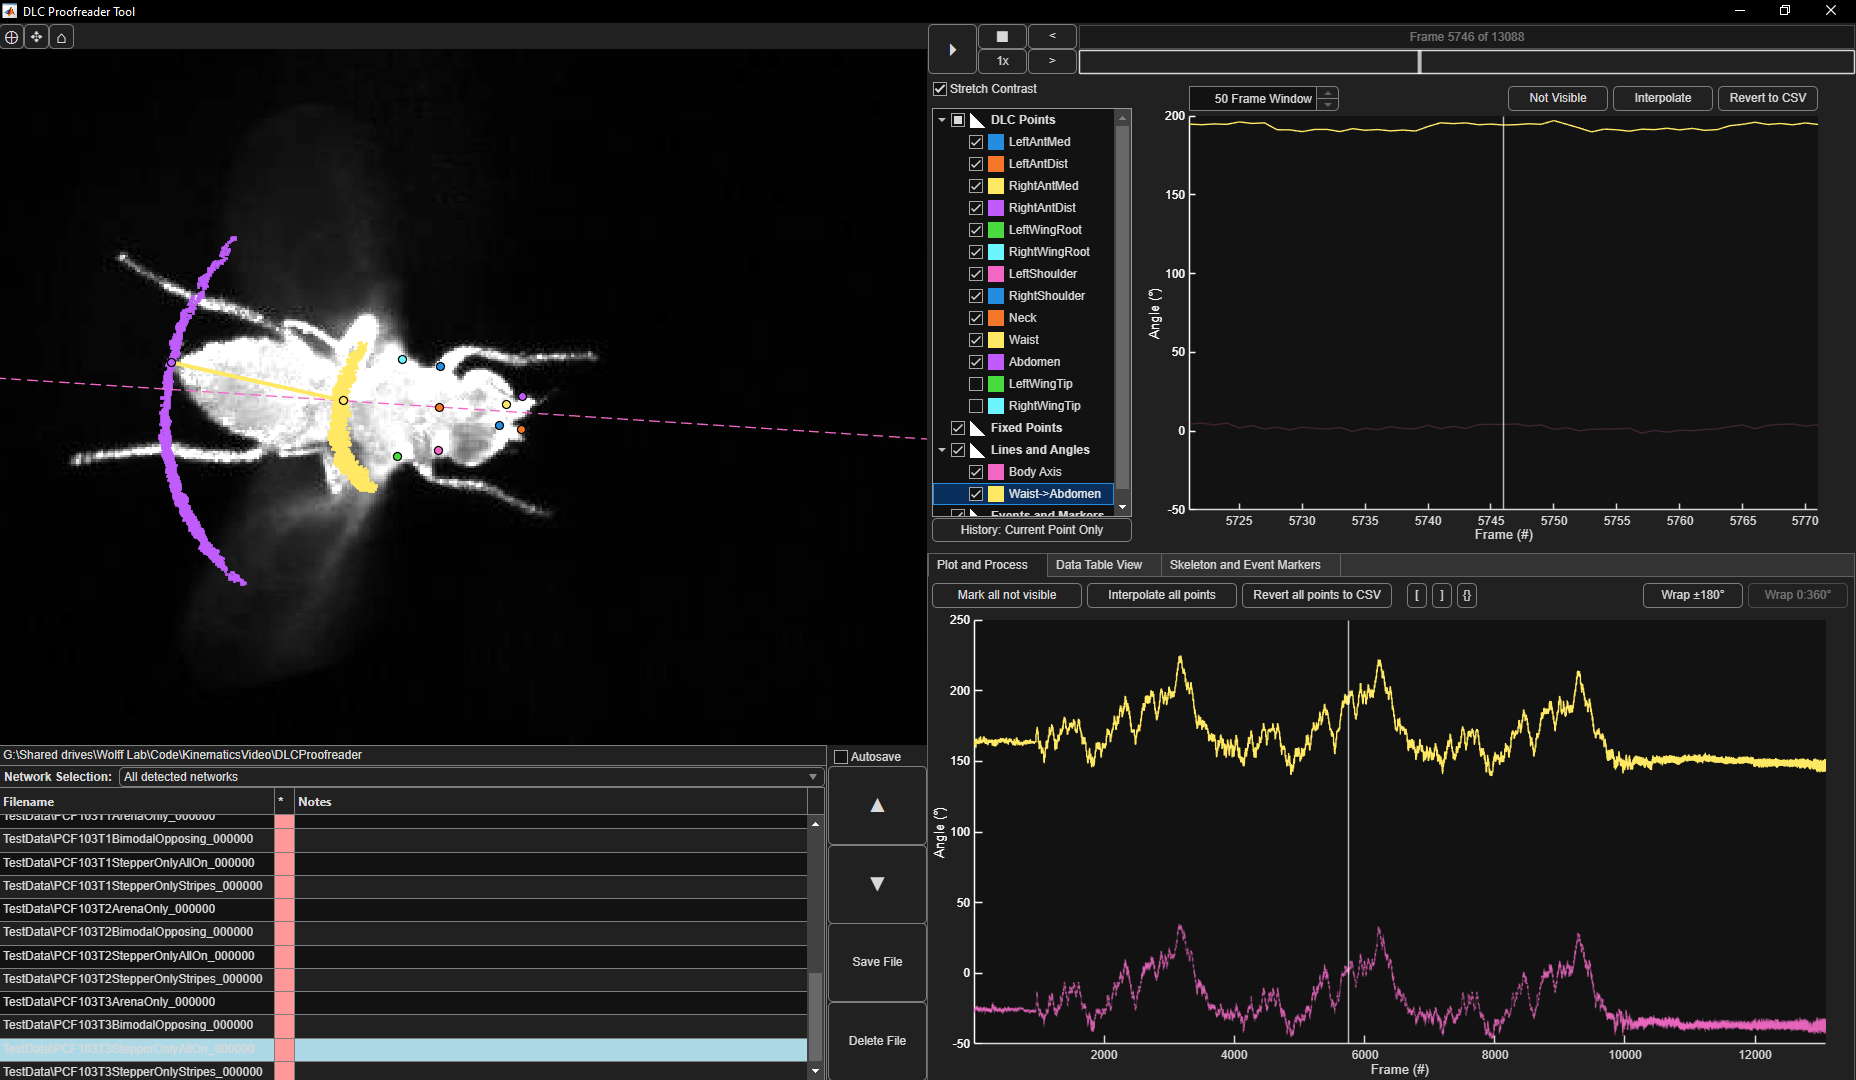 DLC Proofreader Tool
1x
<
>
Frame 5746 of 13088
Stretch Contrast
DLC Points
LeftAntMed
LeftAntDist
RightAntMed
RightAntDist
LeftWingRoot
RightWingRoot
LeftShoulder
RightShoulder
Neck
Waist
Abdomen
LeftWingTip
RightWingTip
Fixed Points
Lines and Angles
Body Axis
Waist->Abdomen
Events and Markers
History: Current Point Only
50 Frame Window
Not Visible
Interpolate
Revert to CSV
200
150
100
50
0
-50
Angle (º)
5725 5730 5735 5740 5745 5750 5755 5760 5765 5770
Frame (#)
Plot and Process
Data Table View
Skeleton and Event Markers
Mark all not visible
Interpolate all points
Revert all points to CSV
[
]
{}
Wrap ±180°
Wrap 0:360°
250
200
150
100
50
0
-50
Angle (º)
2000 4000 6000 8000 10000 12000
Frame (#)
G:\Shared drives\Wolff Lab\Code\KinematicsVideo\DLCProofreader
Network Selection: All detected networks
Filename * Notes
TestData\PCF103T1ArenaOnly_000000
TestData\PCF103T1BimodalOpposing_000000
TestData\PCF103T1StepperOnlyAllOn_000000
TestData\PCF103T1StepperOnlyStripes_000000
TestData\PCF103T2ArenaOnly_000000
TestData\PCF103T2BimodalOpposing_000000
TestData\PCF103T2StepperOnlyAllOn_000000
TestData\PCF103T2StepperOnlyStripes_000000
TestData\PCF103T3ArenaOnly_000000
TestData\PCF103T3BimodalOpposing_000000
TestData\PCF103T3StepperOnlyAllOn_000000
TestData\PCF103T3StepperOnlyStripes_000000
Autosave
Save File
Delete File